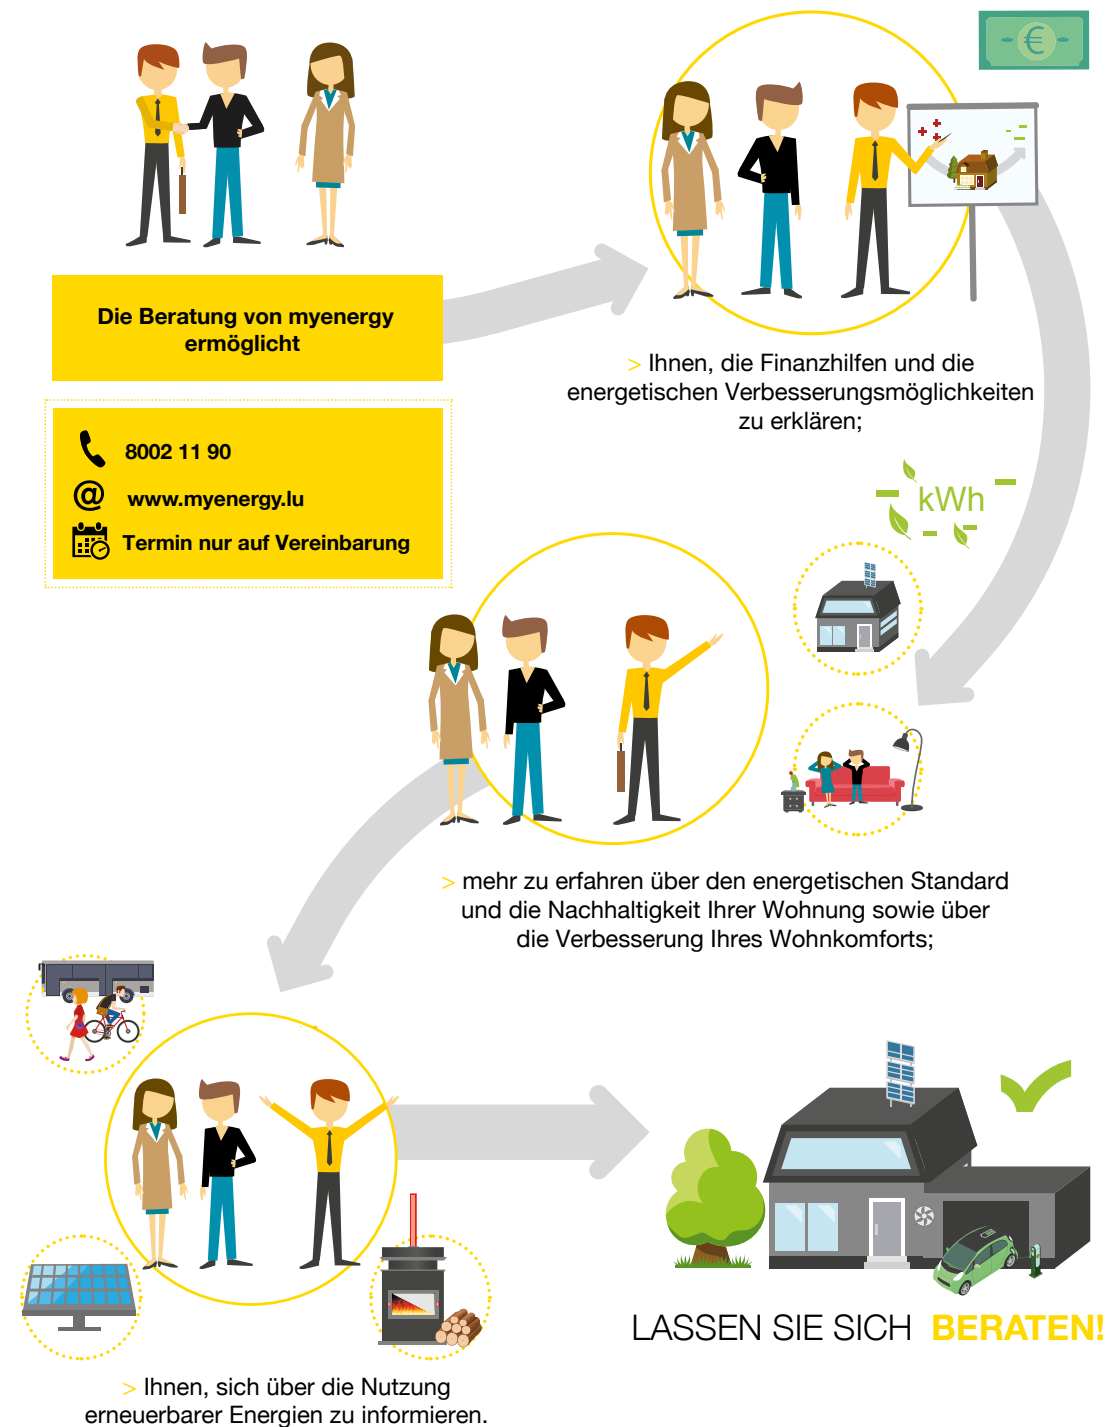 Die Beratung von myenergy
ermöglicht
8002 11 90
@ www.myenergy.lu
Termin nur auf Vereinbarung
€
> Ihnen, die Finanzhilfen und die
energetischen Verbesserungsmöglichkeiten
zu erklären;
kWh
> mehr zu erfahren über den energetischen Standard
und die Nachhaltigkeit Ihrer Wohnung sowie über
die Verbesserung Ihres Wohnkomforts;
> Ihnen, sich über die Nutzung
erneuerbarer Energien zu informieren.
LASSEN SIE SICH BERATEN!